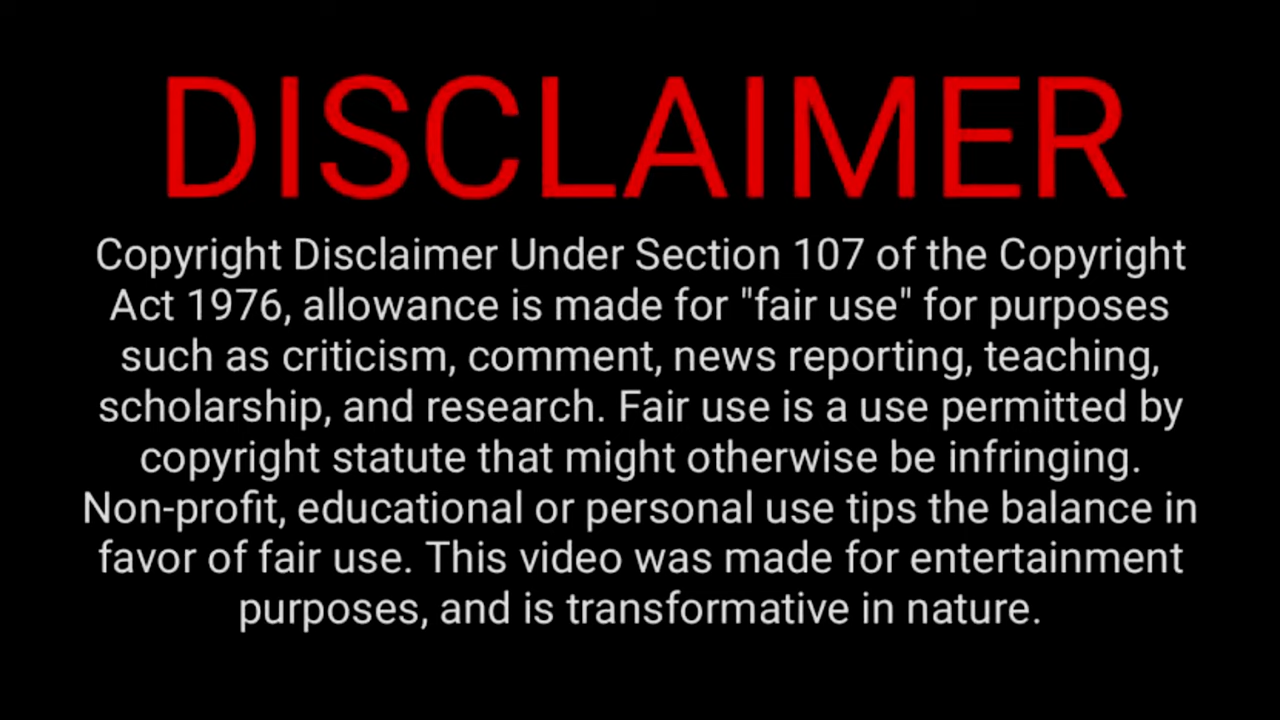 DISCLAIMER
Copyright Disclaimer Under Section 107 of the Copyright
Act 1976, allowance is made for "fair use" for purposes
such as criticism, comment, news reporting, teaching,
scholarship, and research. Fair use is a use permitted by
copyright statute that might otherwise be infringing.
Non-profit, educational or personal use tips the balance in
favor of fair use. This video was made for entertainment
purposes, and is transformative in nature.